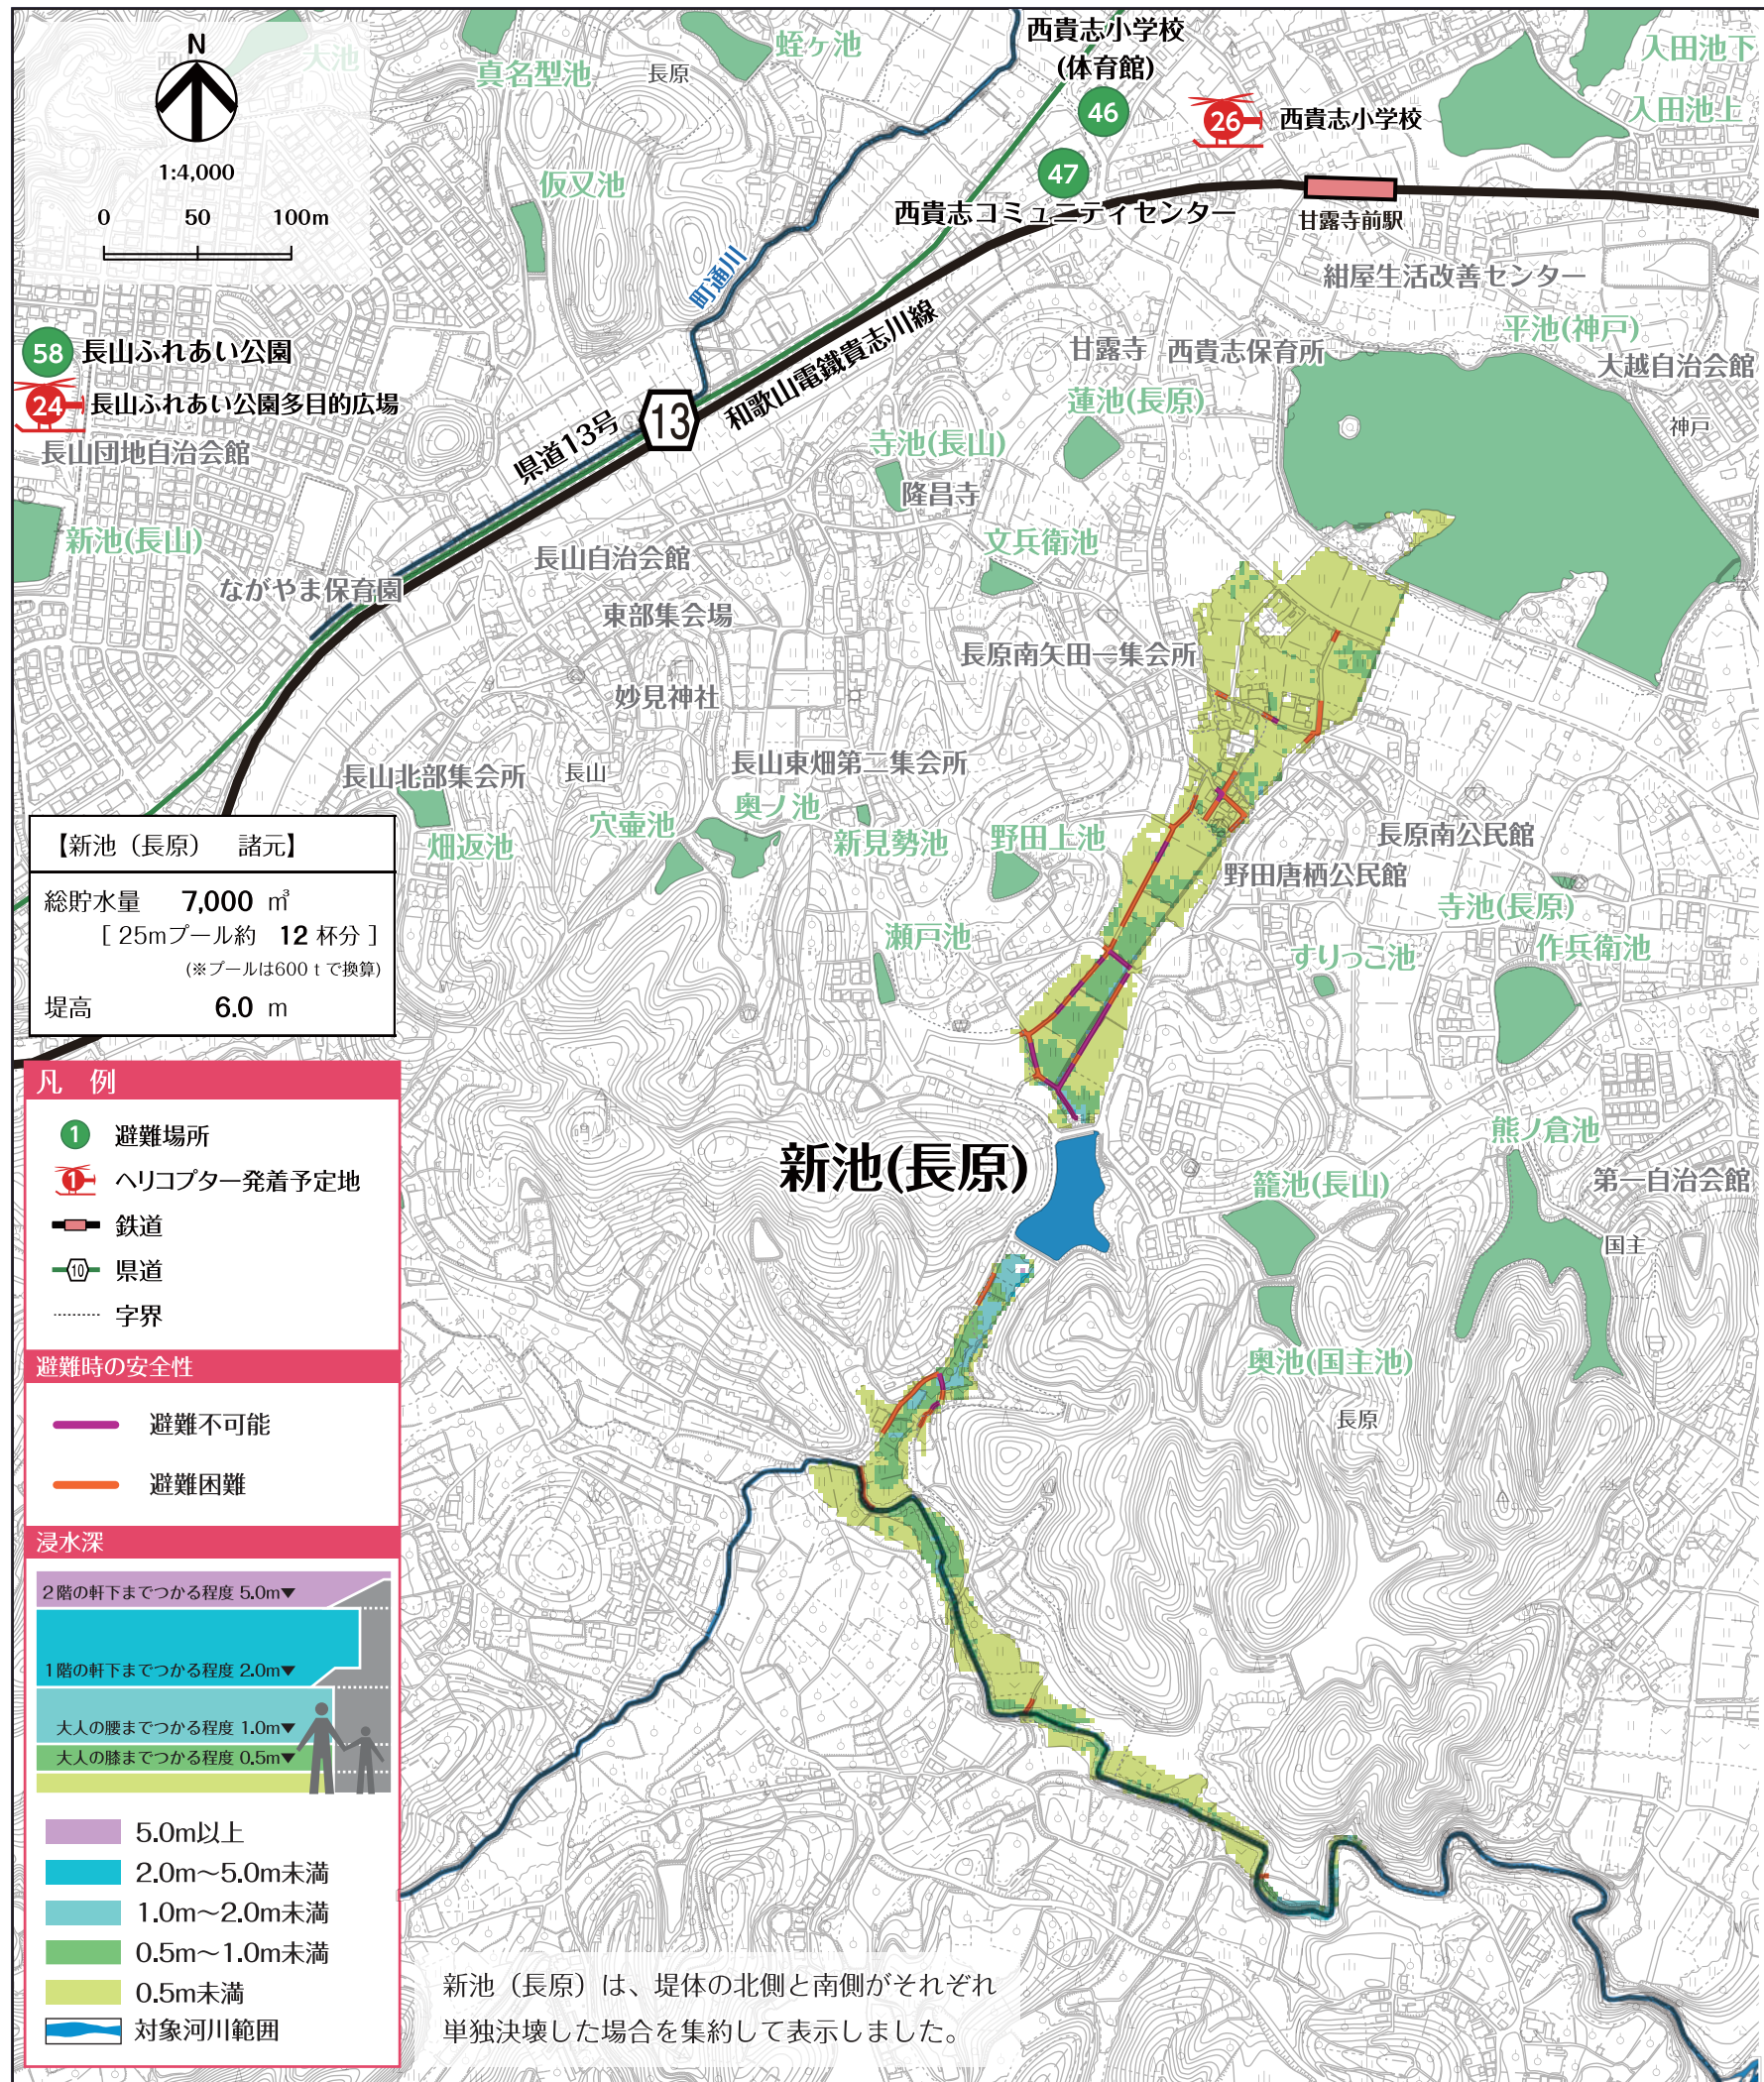 N
1:4,000
0 50 100m
大池
真名型池
蛭ヶ池
長原
西貴志小学校
(体育館)
46
26
西貴志小学校
入田池下
入田池上
47
西貴志コミュニティセンター
甘露寺前駅
仮又池
町通川
紺屋生活改善センター
平池(神戸)
大越自治会館
神戸
58
長山ふれあい公園
24
長山ふれあい公園多目的広場
長山団地自治会館
県道13号
13
和歌山電鐵貴志川線
甘露寺
西貴志保育所
蓮池(長原)
寺池(長山)
隆昌寺
新池(長山)
ながやま保育園
長山自治会館
文兵衛池
東部集会場
長原南矢田一集会所
妙見神社
長山北部集会所
長山
長山東畑第二集会所
奥ノ池
畑返池
穴壷池
新見勢池
野田上池
長原南公民館
野田唐栖公民館
寺池(長原)
瀬戸池
すりっこ池
作兵衛池
【新池（長原） 諸元】
総貯水量 7,000 ㎥
[ 25mプール約 12 杯分 ]
(※プールは600ｔで換算)
堤高 6.0 m
新池(長原)
熊ノ倉池
第一自治会館
籠池(長山)
国主
奥池(国主池)
長原
凡 例
1 避難場所
1 ヘリコプター発着予定地
鉄道
10 県道
字界
避難時の安全性
避難不可能
避難困難
浸水深
2階の軒下までつかる程度 5.0m▼
1階の軒下までつかる程度 2.0m▼
大人の腰までつかる程度 1.0m▼
大人の膝までつかる程度 0.5m▼
5.0m以上
2.0m～5.0m未満
1.0m～2.0m未満
0.5m～1.0m未満
0.5m未満
対象河川範囲
新池（長原）は、堤体の北側と南側がそれぞれ
単独決壊した場合を集約して表示しました。